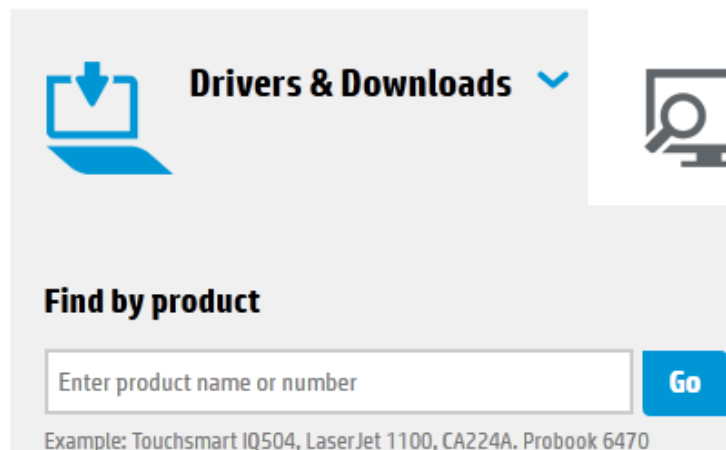 Drivers & Downloads
Find by product
Enter product name or number
Go
Example: Touchsmart IQ504, LaserJet 1100, CA224A. Probook 6470